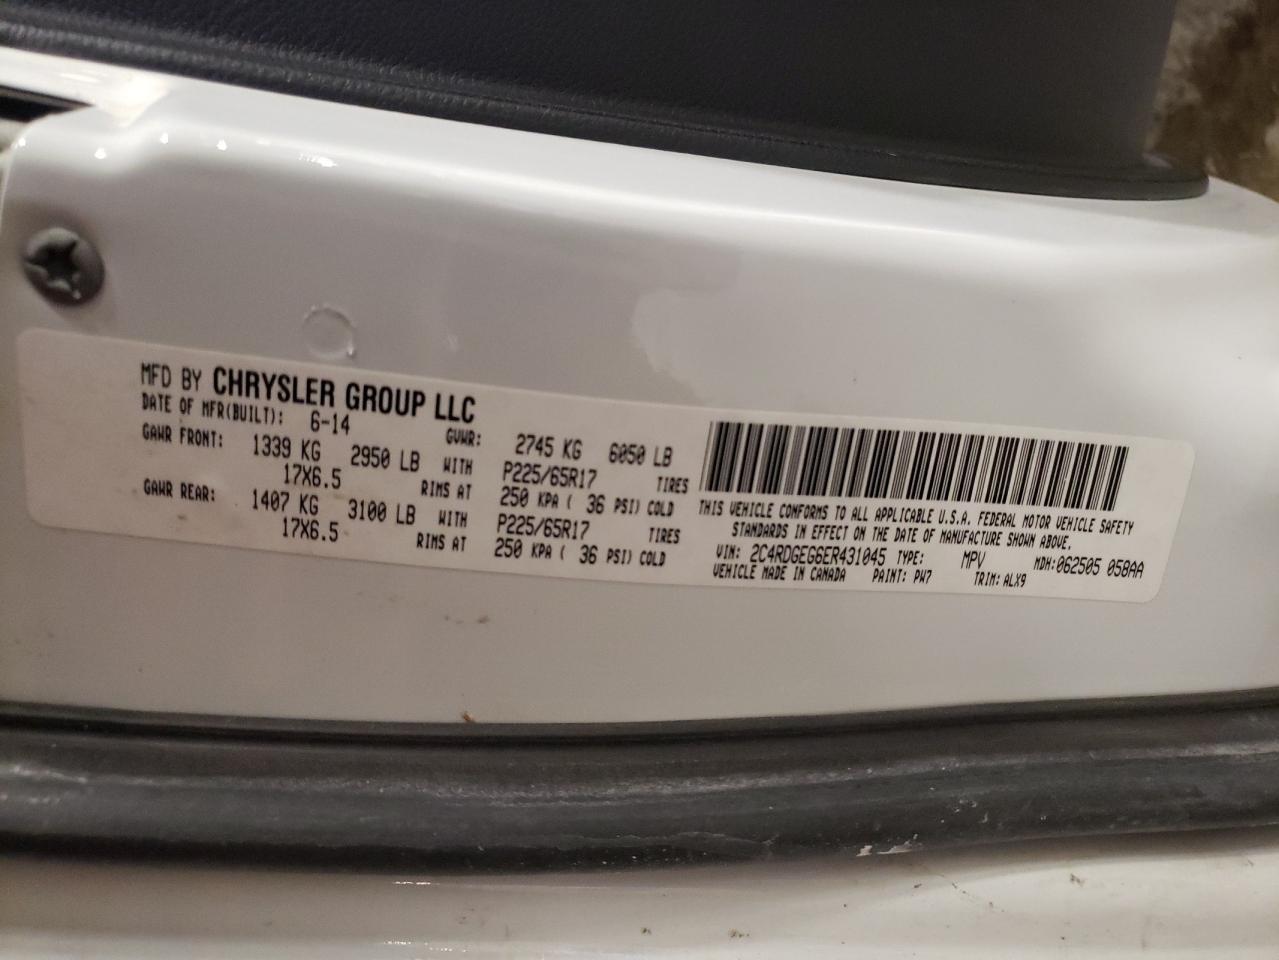 MFD BY CHRYSLER GROUP LLC
DATE OF MFR(BUILT): 6-14 GVWR: 2745 KG 6050 LB
GAWR FRONT: 1339 KG 2950 LB WITH P225/65R17 TIRES
17X6.5 RIMS AT 250 KPA ( 36 PSI) COLD
GAWR REAR: 1407 KG 3100 LB WITH P225/65R17 TIRES
17X6.5 RIMS AT 250 KPA ( 36 PSI) COLD
THIS VEHICLE CONFORMS TO ALL APPLICABLE U.S.A. FEDERAL MOTOR VEHICLE SAFETY
STANDARDS IN EFFECT ON THE DATE OF MANUFACTURE SHOWN ABOVE.
VIN: 2C4RDGEG6ER431045 TYPE: MPV MDH:062505 058AA
VEHICLE MADE IN CANADA PAINT: PW7 TRIM: ALX9